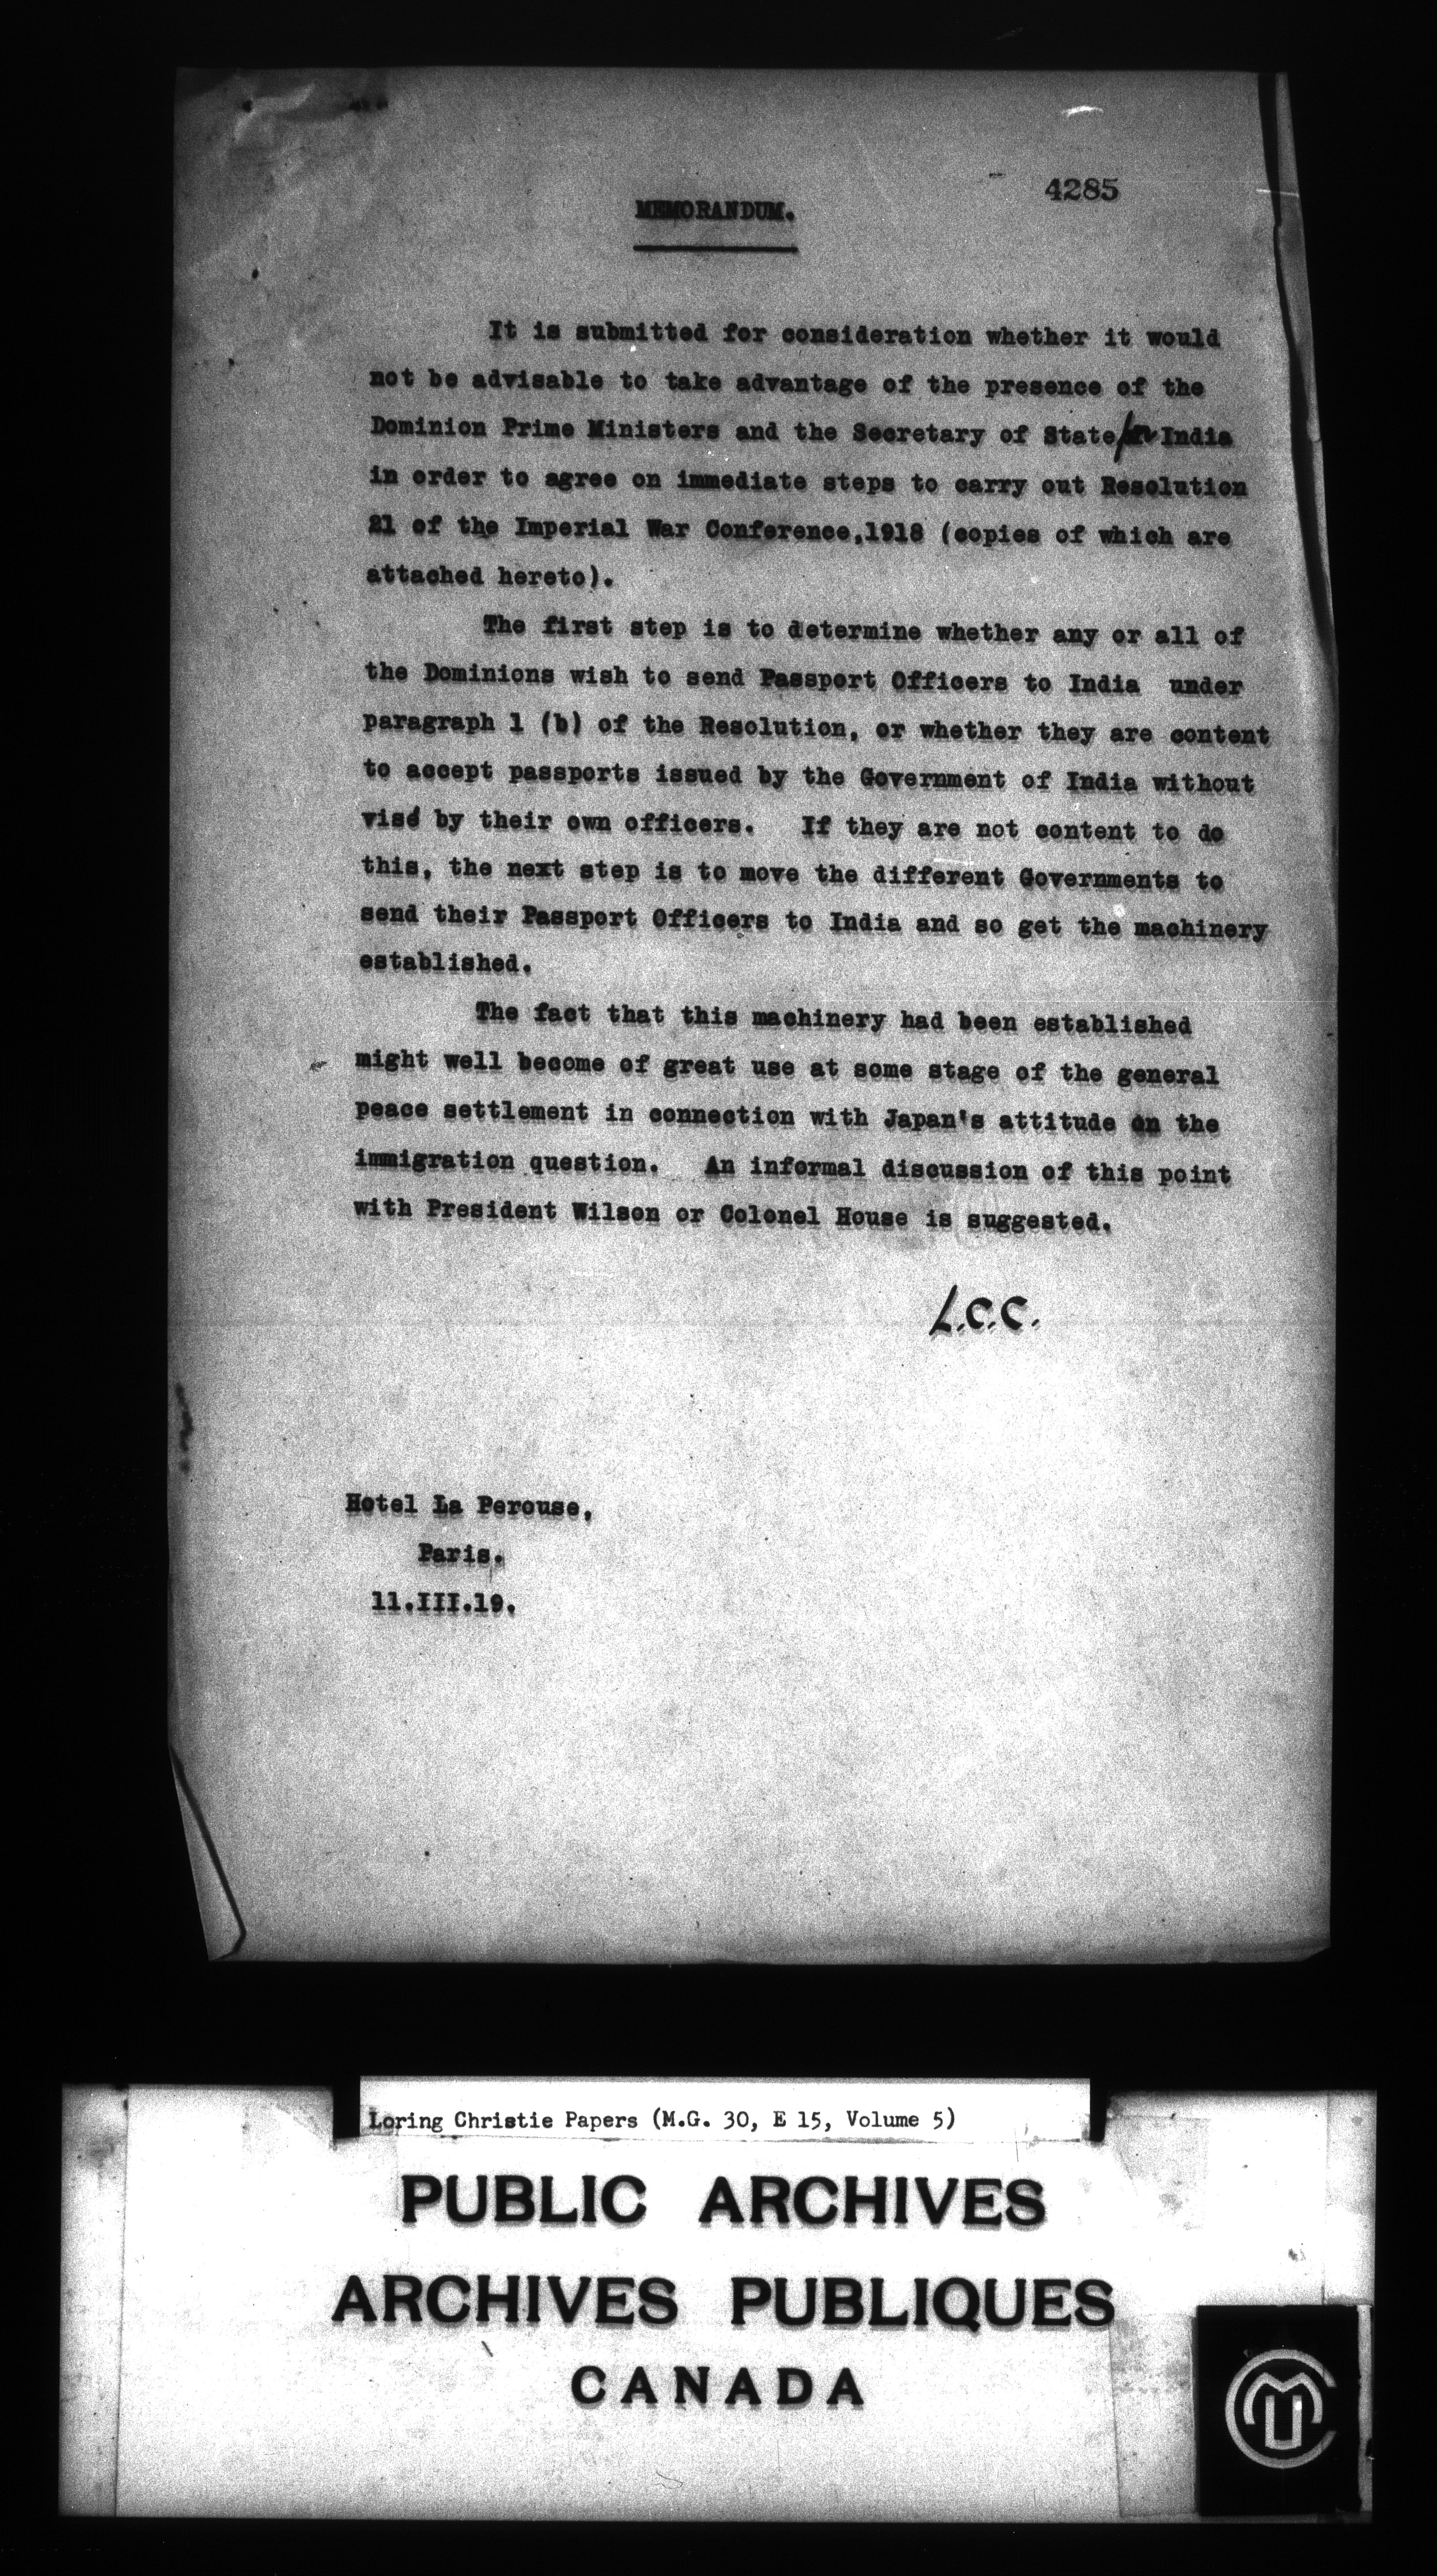 4285
MEMORANDUM.
It is submitted for consideration whether it would
not be advisable to take advantage of the presence of the
Dominion Prime Ministers and the Secretary of State for India
in order to agree on immediate steps to carry out Resolution
21 of the Imperial War Conference,1918 (copies of which are
attached hereto).
The first step is to determine whether any or all of
the Dominions wish to send Passport Officers to India under
paragraph 1 (b) of the Resolution, or whether they are content
to accept passports issued by the Government of India without
visé by their own officers. If they are not content to do
this, the next step is to move the different Governments to
send their Passport Officers to India and so get the machinery
established.
The fact that this machinery had been established
might well become of great use at some stage of the general
peace settlement in connection with Japan's attitude on the
immigration question. An informal discussion of this point
with President Wilson or Colonel House is suggested.
L.C.C.
Hotel La Perouse,
Paris.
11.III.19.
Loring Christie Papers (M.G. 30, E 15, Volume 5)
PUBLIC ARCHIVES
ARCHIVES PUBLIQUES
CANADA